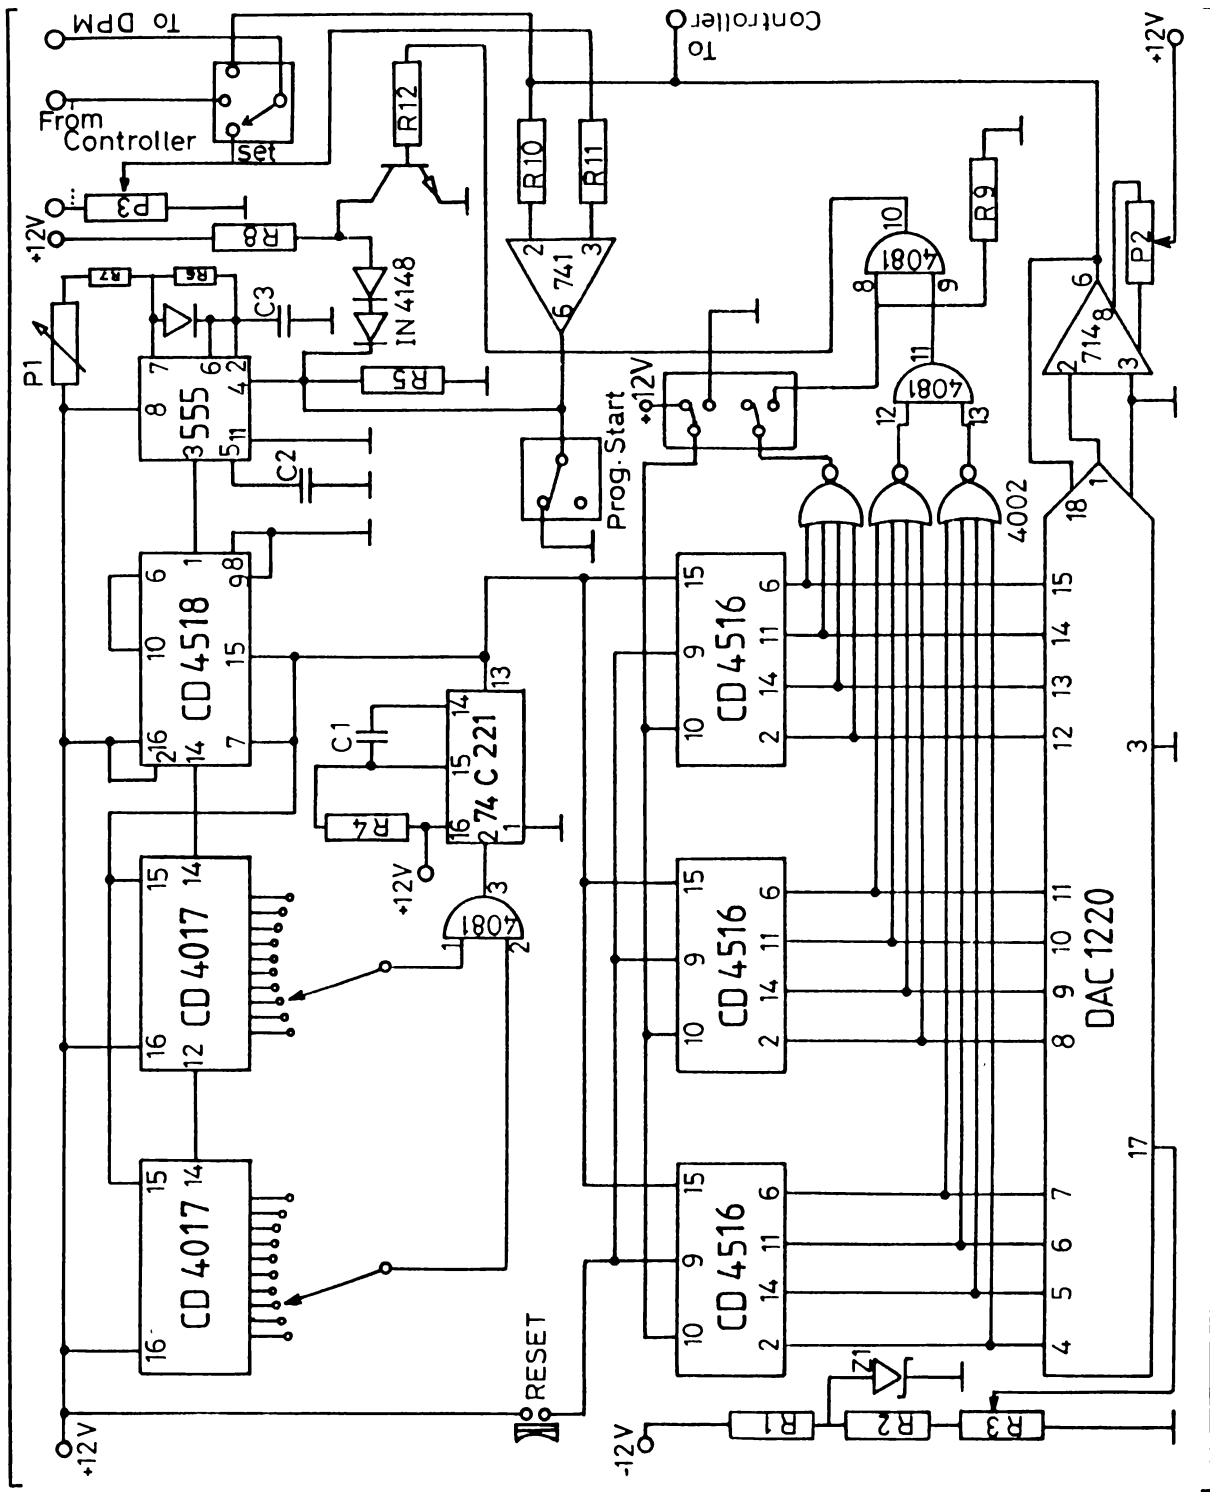 To DPM
From
Controller
set
To
Controller
+12V
P3
+12V
R8
R12
R10
R11
R9
P2
P1
R7
R6
C3
IN 4148
R5
7
6
2
4
8
555
3
5
11
C2
2
3
741
6
10
4081
8
9
11
4081
12
13
6
714
8
2
3
+12V
Prog. Start
4002
6
10
1
8
9
CD 4518
15
16
2
14
7
13
14
C1
15
74 C 221
16
2
1
R4
+12V
3
4081
1
2
15
14
CD 4017
16
12
15
14
CD 4017
16
+12V
RESET
15
6
9
11
CD 4516
14
10
2
15
6
9
11
CD 4516
14
10
2
15
6
9
11
CD 4516
14
10
2
18
1
15
14
13
12
3
11
10
9
8
DAC 1220
17
7
6
5
4
-12V
R1
Z1
R2
R3